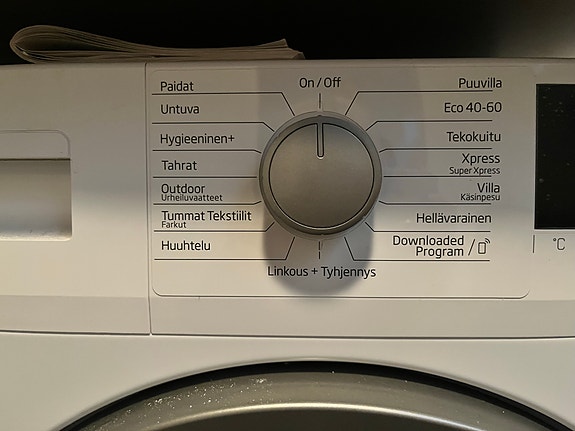 On / Off
Paidat
Untuva
Hygieeninen+
Tahrat
Outdoor
Urheiluvaatteet
Tummat Tekstiilit
Farkut
Huuhtelu
Puuvilla
Eco 40-60
Tekokuitu
Xpress
Super Xpress
Villa
Käsinpesu
Hellävarainen
Downloaded
Program /
Linkous + Tyhjennys
°C